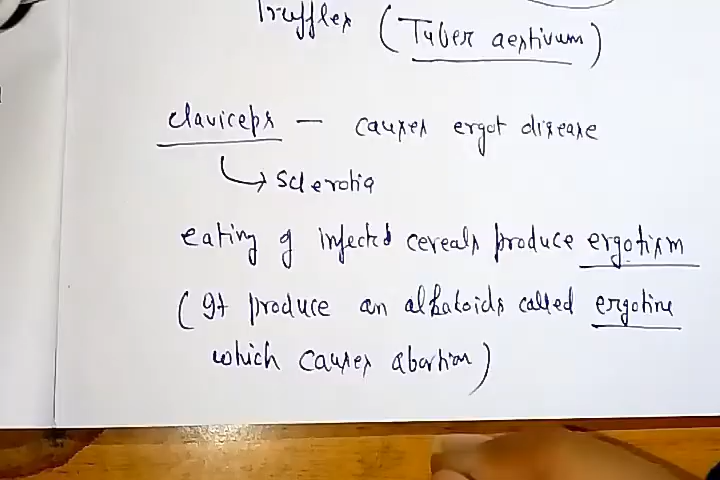 Truffles (Tuber aestivum)
claviceps — causes ergot disease
↳ Sclerotia
eating of infected cereals produce ergotism
(It produce an alkaloids called ergotine
which causes abortion)